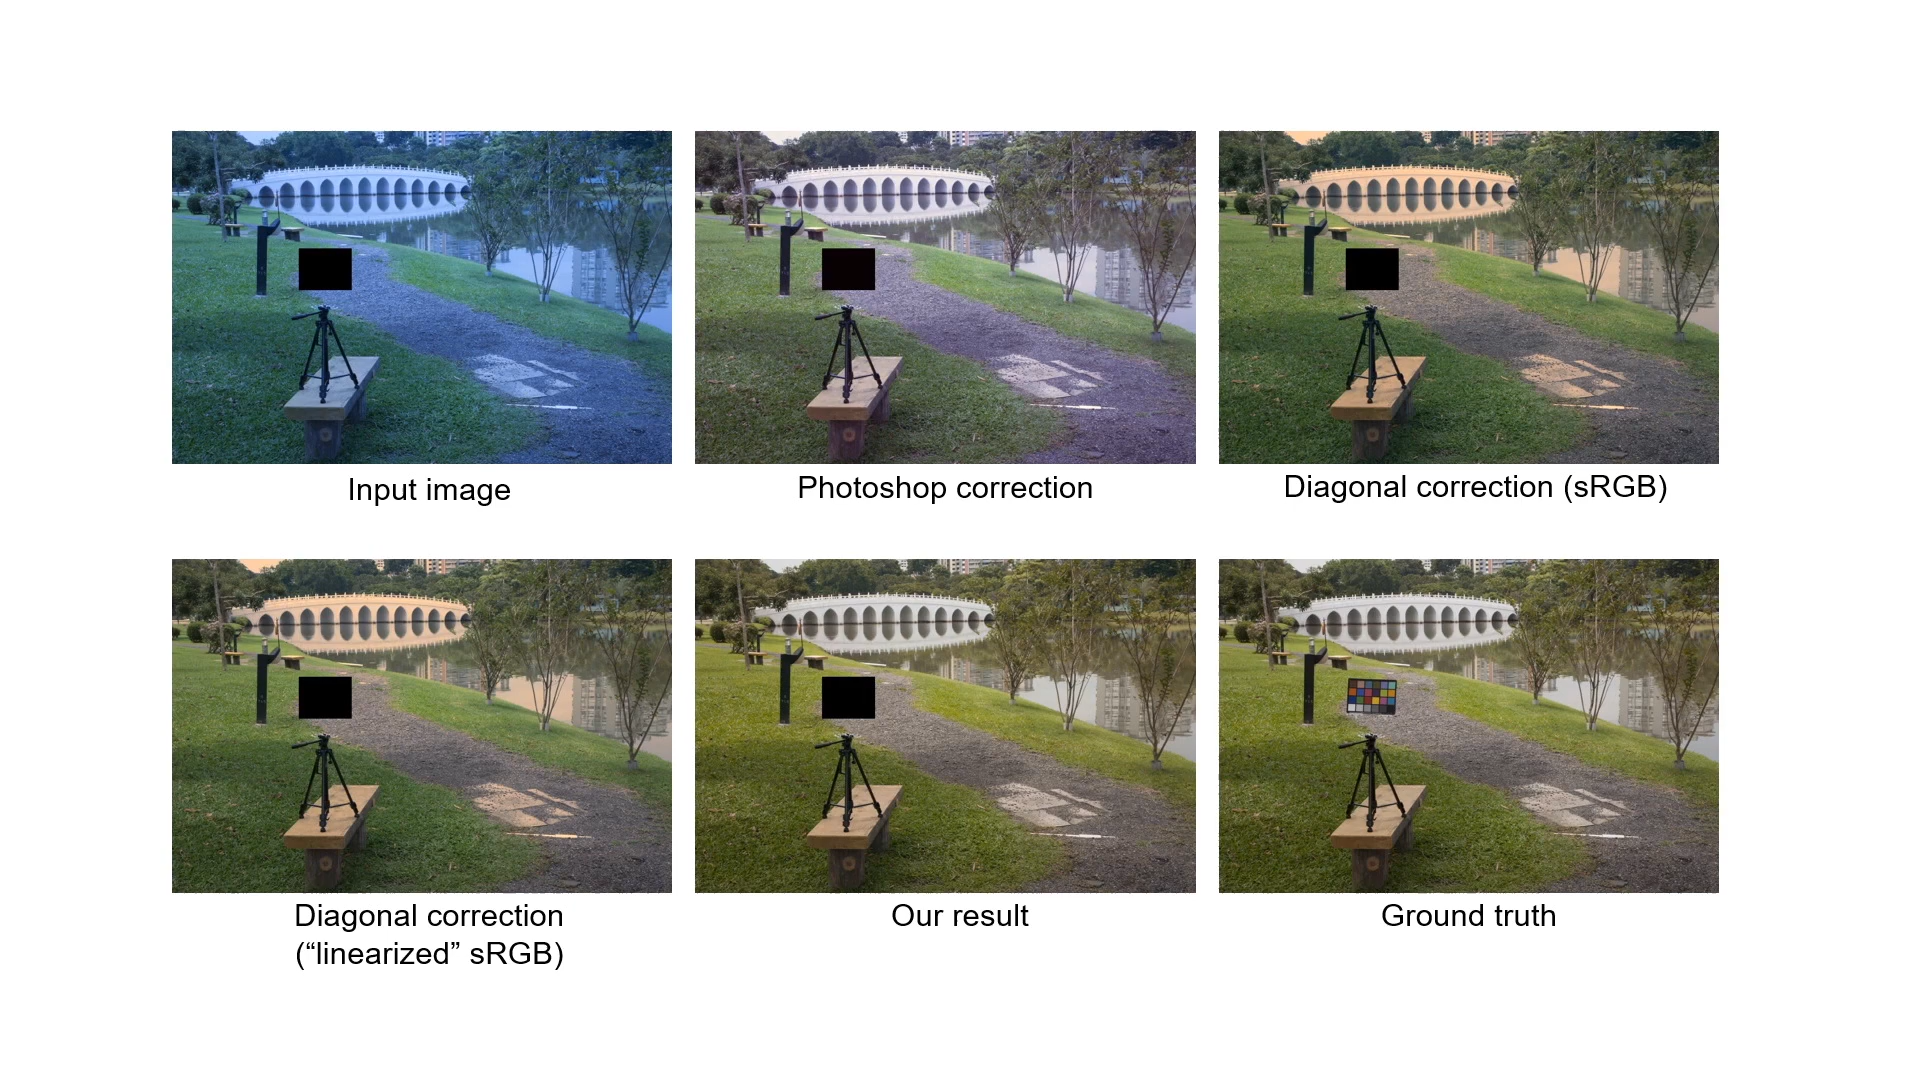 Input image
Photoshop correction
Diagonal correction (sRGB)
Diagonal correction
(“linearized” sRGB)
Our result
Ground truth